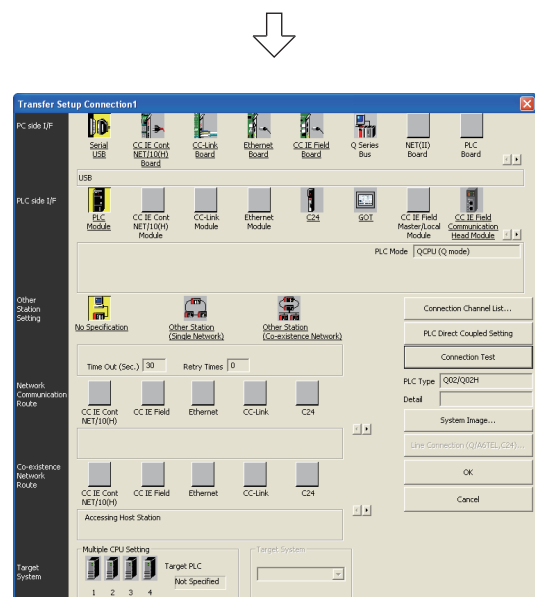 Transfer Setup Connection1
PC side I/F
Serial USB
CC IE Cont NET/10(H) Board
CC-Link Board
Ethernet Board
CC IE Field Board
Q Series Bus
NET(II) Board
PLC Board
USB
PLC side I/F
PLC Module
CC IE Cont NET/10(H) Module
CC-Link Module
Ethernet Module
C24
GOT
CC IE Field Master/Local Module
CC IE Field Communication Head Module
PLC Mode QCPU (Q mode)
Other Station Setting
No Specification
Other Station (Single Network)
Other Station (Co-existence Network)
Time Out (Sec.) 30 Retry Times 0
Connection Channel List...
PLC Direct Coupled Setting
Connection Test
PLC Type Q02/Q02H
Detail
System Image...
Line Connection (Q/A6TEL,C24)...
OK
Cancel
Network Communication Route
CC IE Cont NET/10(H)
CC IE Field
Ethernet
CC-Link
C24
Co-existence Network Route
CC IE Cont NET/10(H)
CC IE Field
Ethernet
CC-Link
C24
Accessing Host Station
Target System
Multiple CPU Setting
1 2 3 4
Target PLC
Not Specified
Target System